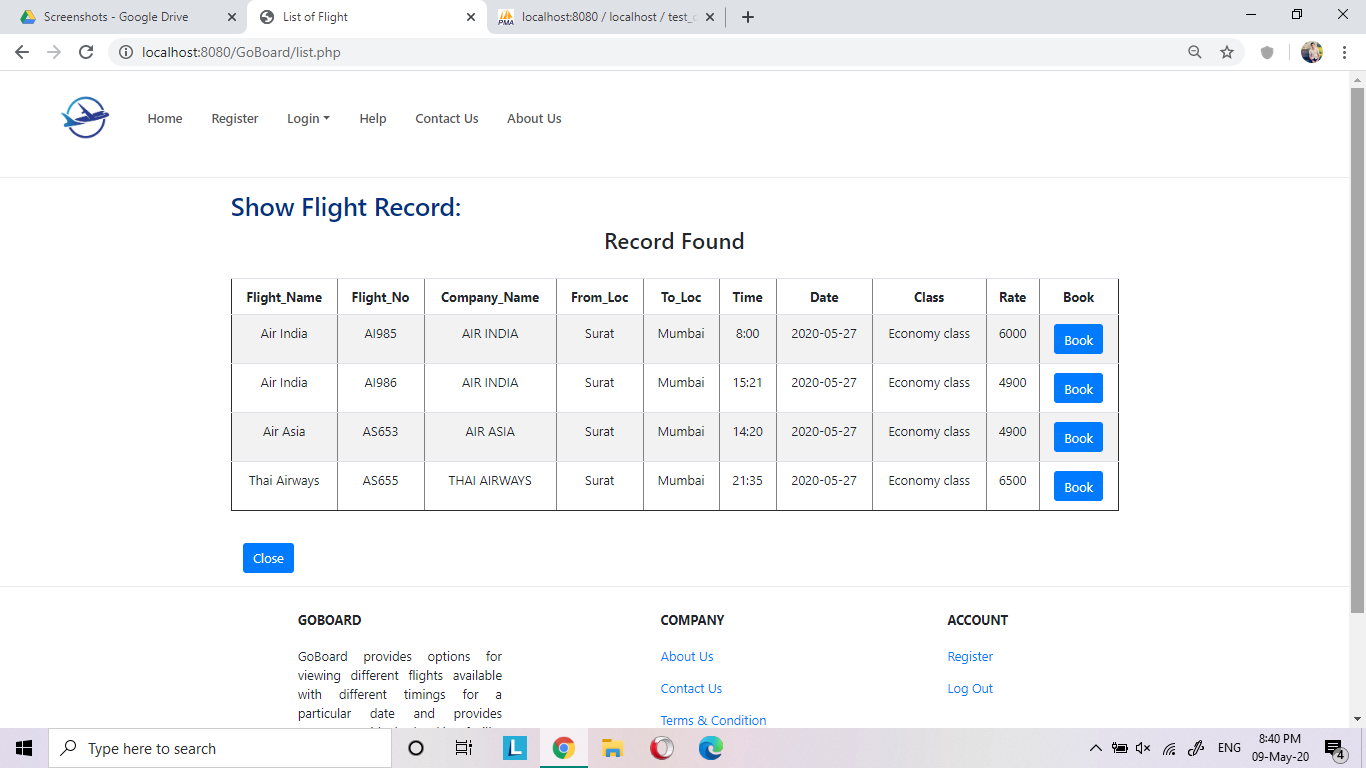 Screenshots - Google Drive
List of Flight
PMA
localhost:8080 / localhost / test_
localhost:8080/GoBoard/list.php
Home Register Login Help Contact Us About Us
Show Flight Record:
Record Found
Flight_Name Flight_No Company_Name From_Loc To_Loc Time Date Class Rate Book
Air India AI985 AIR INDIA Surat Mumbai 8:00 2020-05-27 Economy class 6000 Book
Air India AI986 AIR INDIA Surat Mumbai 15:21 2020-05-27 Economy class 4900 Book
Air Asia AS653 AIR ASIA Surat Mumbai 14:20 2020-05-27 Economy class 4900 Book
Thai Airways AS655 THAI AIRWAYS Surat Mumbai 21:35 2020-05-27 Economy class 6500 Book
Close
GOBOARD
GoBoard provides options for
viewing different flights available
with different timings for a
particular date and provides
COMPANY
About Us
Contact Us
Terms & Condition
ACCOUNT
Register
Log Out
Type here to search
L
ENG
8:40 PM
09-May-20
4